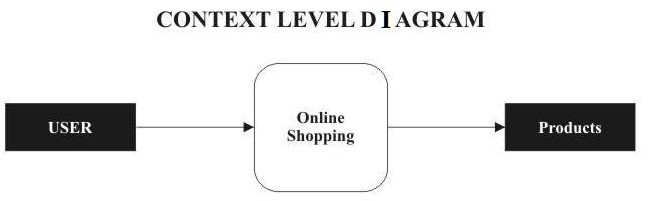 CONTEXT LEVEL DIAGRAM
USER
Online
Shopping
Products